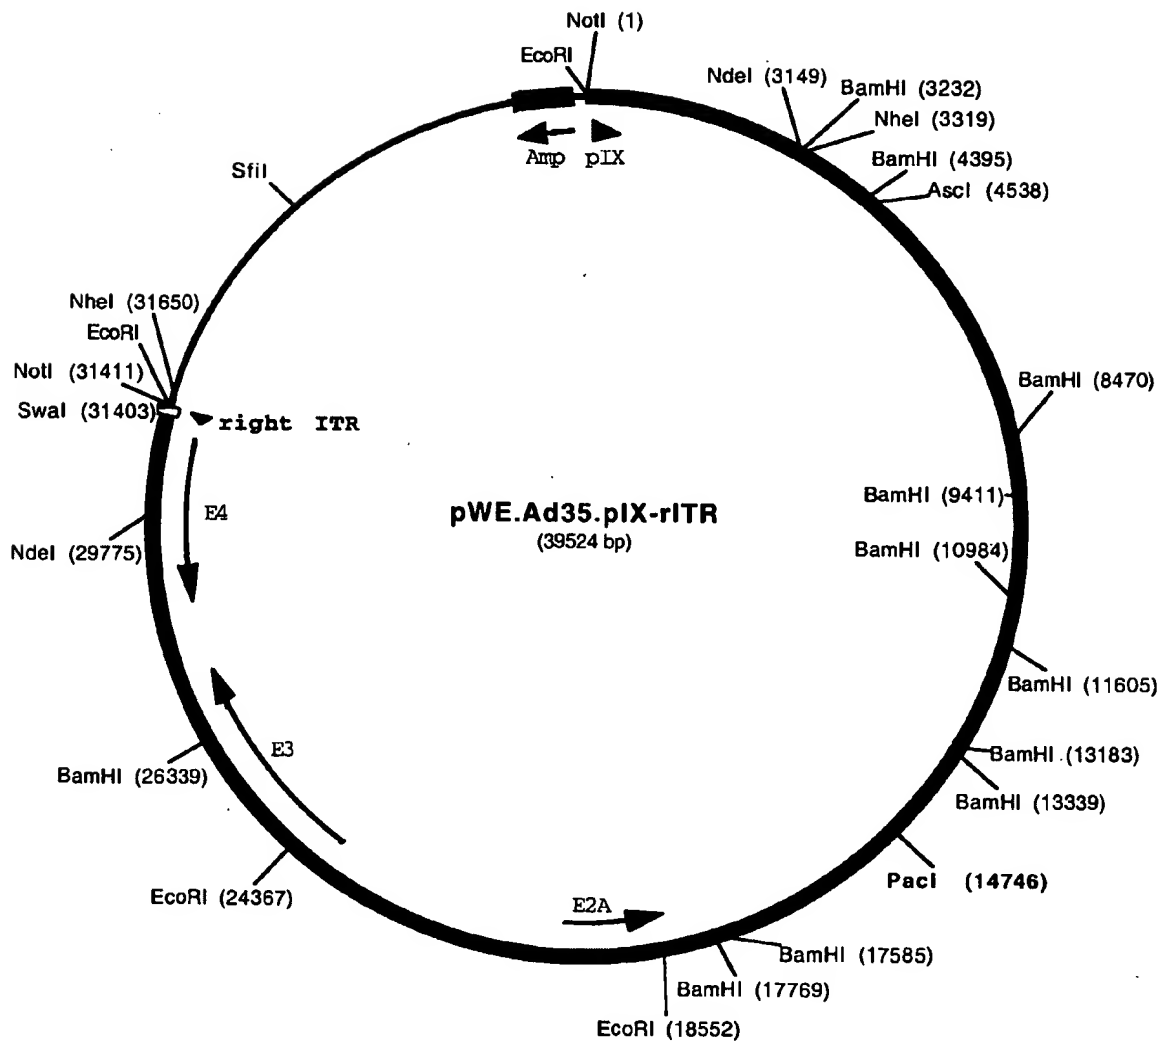 NotI (1)
EcoRI
NdeI (3149)
BamHI (3232)
NheI (3319)
BamHI (4395)
AscI (4538)
Amp pIX
SfiI
NheI (31650)
EcoRI
NotI (31411)
SwaI (31403)
right ITR
BamHI (8470)
BamHI (9411)
pWE.Ad35.pIX-rITR
(39524 bp)
E4
NdeI (29775)
BamHI (10984)
BamHI (11605)
E3
BamHI (26339)
BamHI (13183)
BamHI (13339)
PacI (14746)
EcoRI (24367)
E2A
BamHI (17585)
BamHI (17769)
EcoRI (18552)